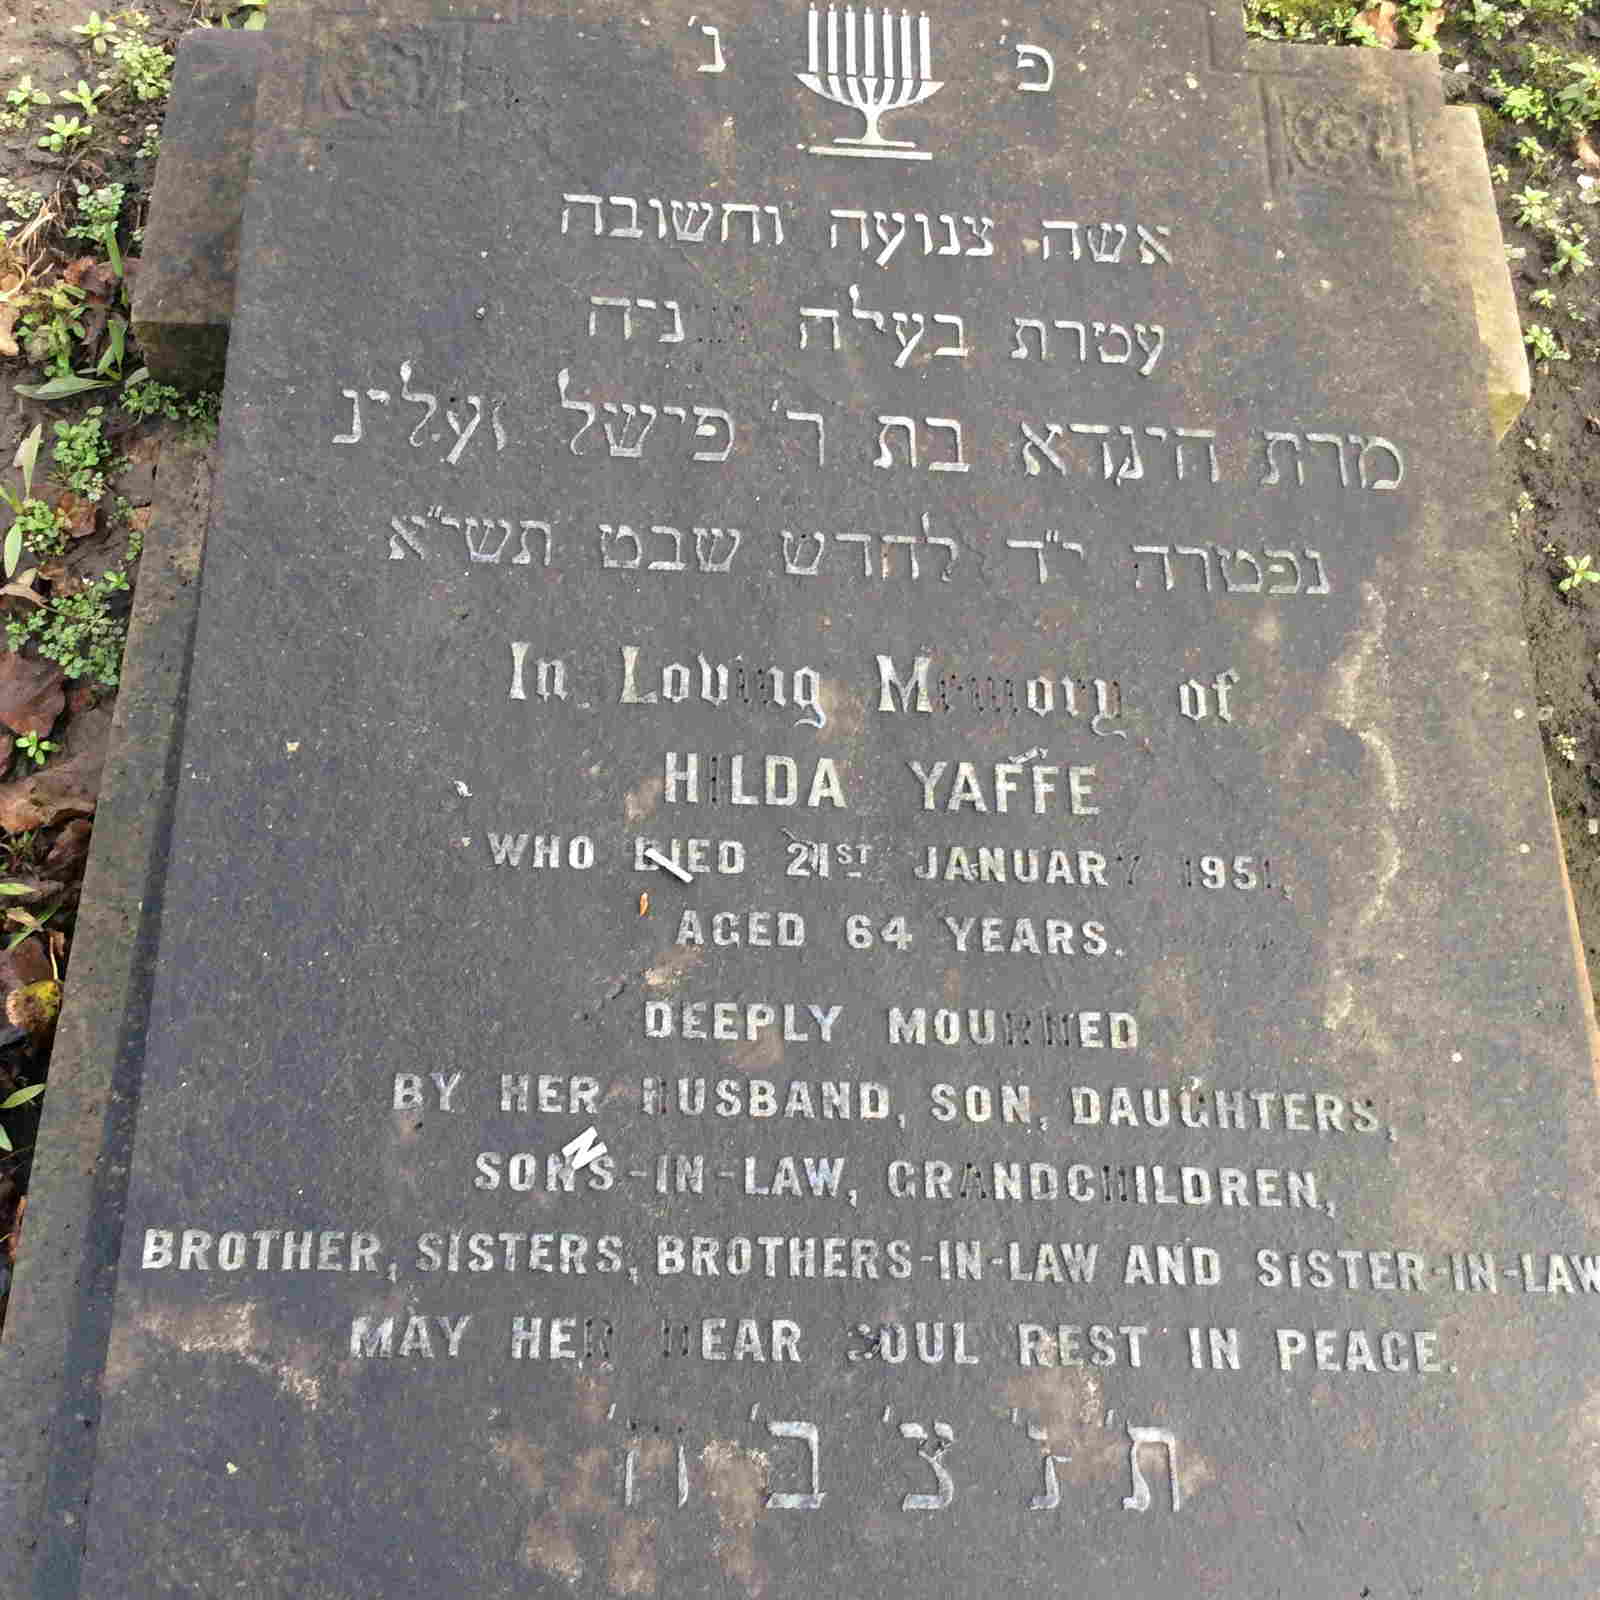 פ' נ'
אשה צנועה וחשובה
עטרת בעלה
מרת הינדא בת ר' פישל זעלינ
נפטרה י"ד לחדש שבט תשי"א
In Loving Memory of
HILDA YAFFE
WHO DIED 21ST JANUARY 1951,
AGED 64 YEARS.
DEEPLY MOURNED
BY HER HUSBAND, SON, DAUGHTERS,
SONS-IN-LAW, GRANDCHILDREN,
BROTHER, SISTERS, BROTHERS-IN-LAW AND SISTER-IN-LAW
MAY HER DEAR SOUL REST IN PEACE.
ת' נ' צ' ב' ה'